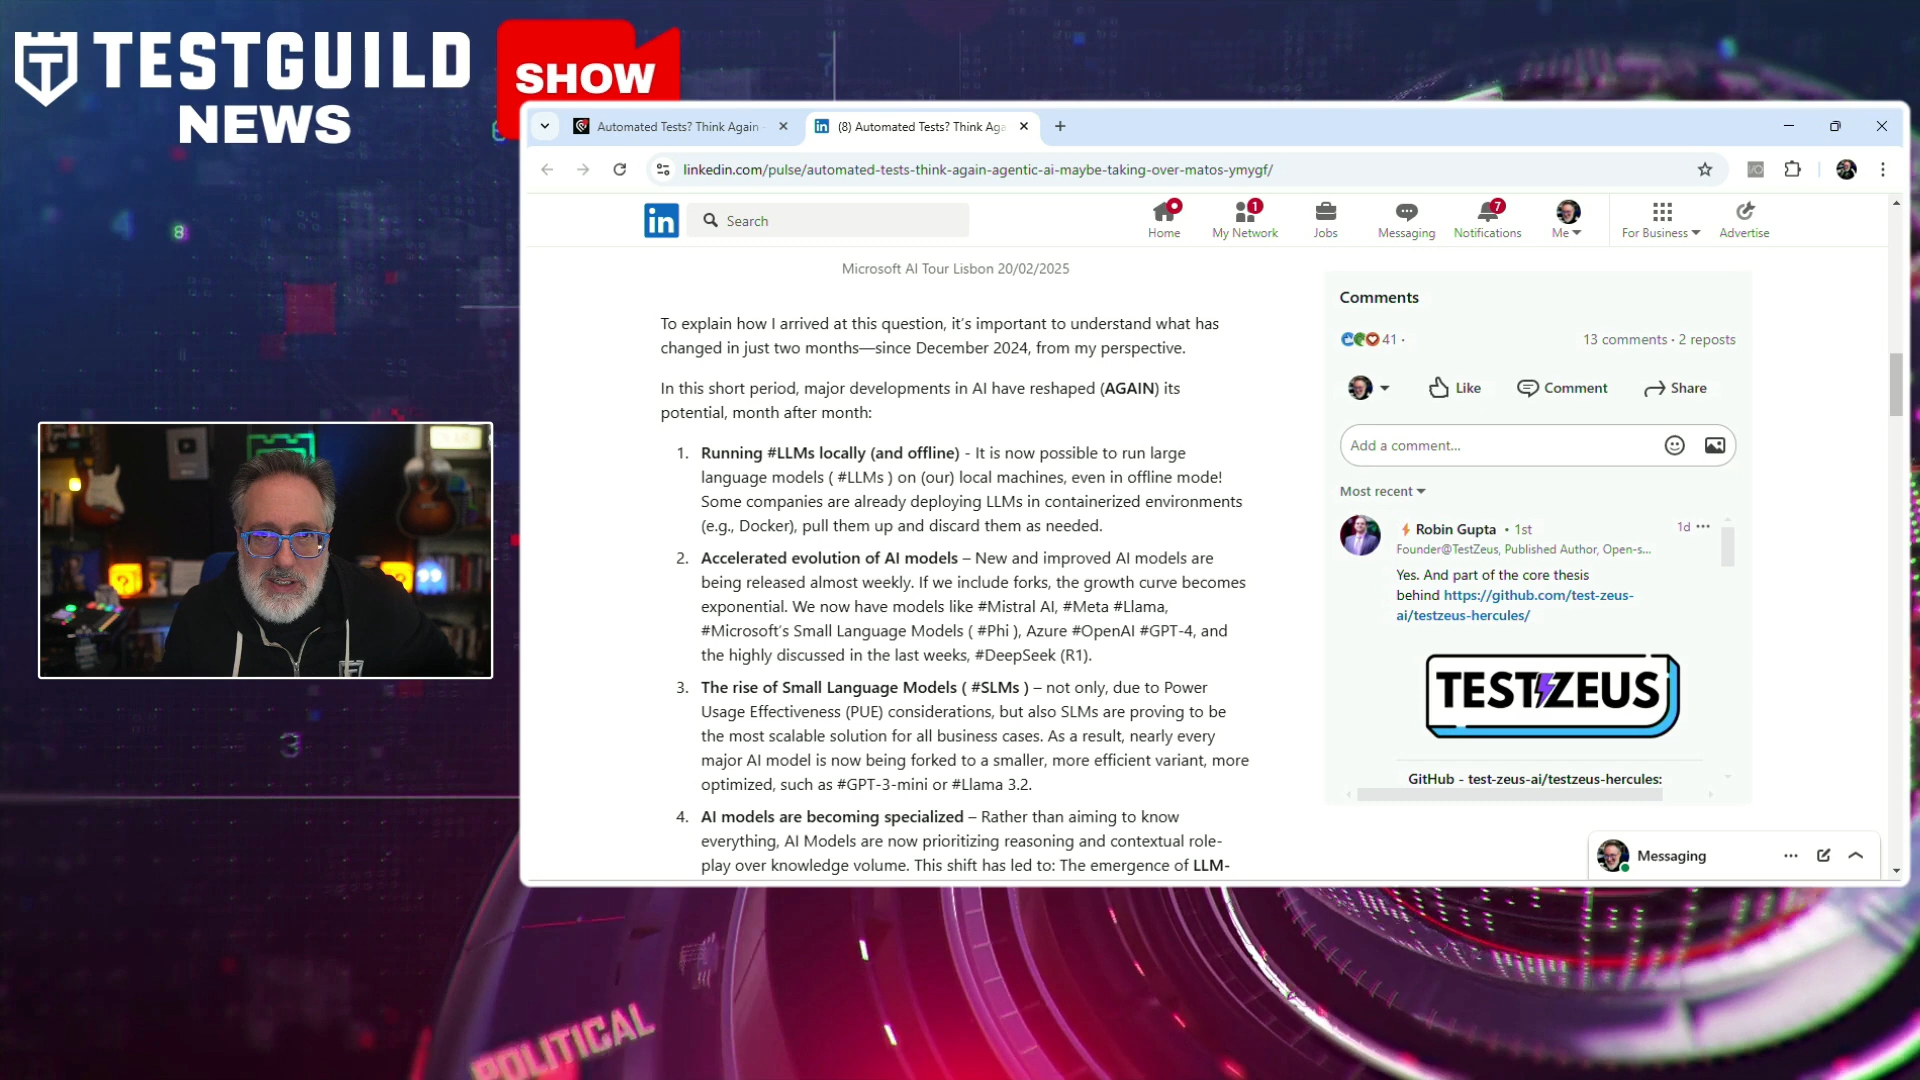 TESTGUILD
NEWS
SHOW
Automated Tests? Think Again
(8) Automated Tests? Think Aga
linkedin.com/pulse/automated-tests-think-again-agentic-ai-maybe-taking-over-matos-ymygf/
in
Search
Home
1
My Network
Jobs
Messaging
7
Notifications
Me
For Business
Advertise
Microsoft AI Tour Lisbon 20/02/2025
To explain how I arrived at this question, it's important to understand what has
changed in just two months—since December 2024, from my perspective.
In this short period, major developments in AI have reshaped (AGAIN) its
potential, month after month:
1. Running #LLMs locally (and offline) - It is now possible to run large
language models ( #LLMs ) on (our) local machines, even in offline mode!
Some companies are already deploying LLMs in containerized environments
(e.g., Docker), pull them up and discard them as needed.
2. Accelerated evolution of AI models – New and improved AI models are
being released almost weekly. If we include forks, the growth curve becomes
exponential. We now have models like #Mistral AI, #Meta #Llama,
#Microsoft's Small Language Models ( #Phi ), Azure #OpenAI #GPT-4, and
the highly discussed in the last weeks, #DeepSeek (R1).
3. The rise of Small Language Models ( #SLMs ) – not only, due to Power
Usage Effectiveness (PUE) considerations, but also SLMs are proving to be
the most scalable solution for all business cases. As a result, nearly every
major AI model is now being forked to a smaller, more efficient variant, more
optimized, such as #GPT-3-mini or #Llama 3.2.
4. AI models are becoming specialized – Rather than aiming to know
everything, AI Models are now prioritizing reasoning and contextual role-
play over knowledge volume. This shift has led to: The emergence of LLM-
Comments
41 ·
13 comments · 2 reposts
Like
Comment
Share
Add a comment...
Most recent
Robin Gupta • 1st
1d
Founder@TestZeus, Published Author, Open-s...
Yes. And part of the core thesis
behind https://github.com/test-zeus-
ai/testzeus-hercules/
TESTZEUS
GitHub - test-zeus-ai/testzeus-hercules:
Messaging
POLITICAL
4
8
3